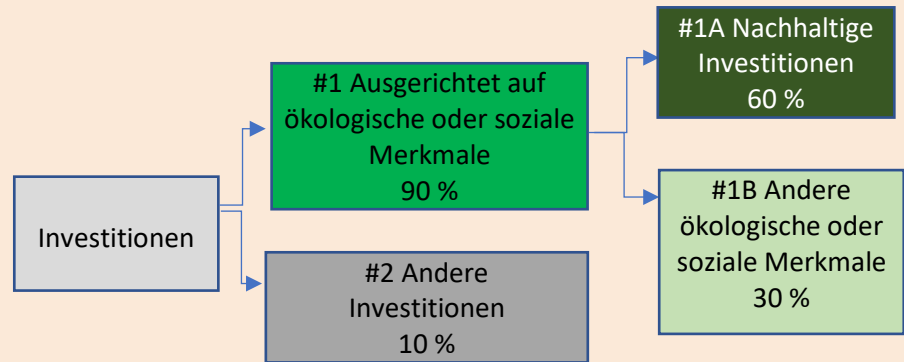 Investitionen
#1 Ausgerichtet auf
ökologische oder soziale
Merkmale
90 %
#2 Andere
Investitionen
10 %
#1A Nachhaltige
Investitionen
60 %
#1B Andere
ökologische oder
soziale Merkmale
30 %